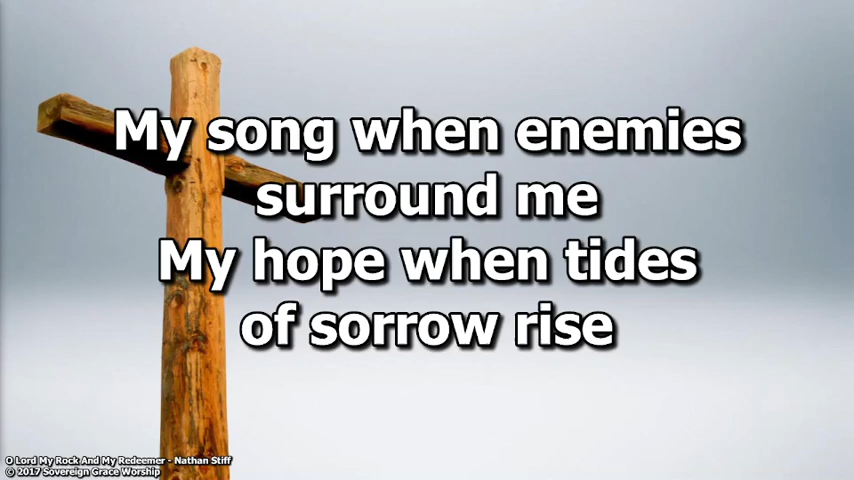 My song when enemies
surround me
My hope when tides
of sorrow rise
O Lord My Rock And My Redeemer - Nathan Stiff
© 2017 Sovereign Grace Worship